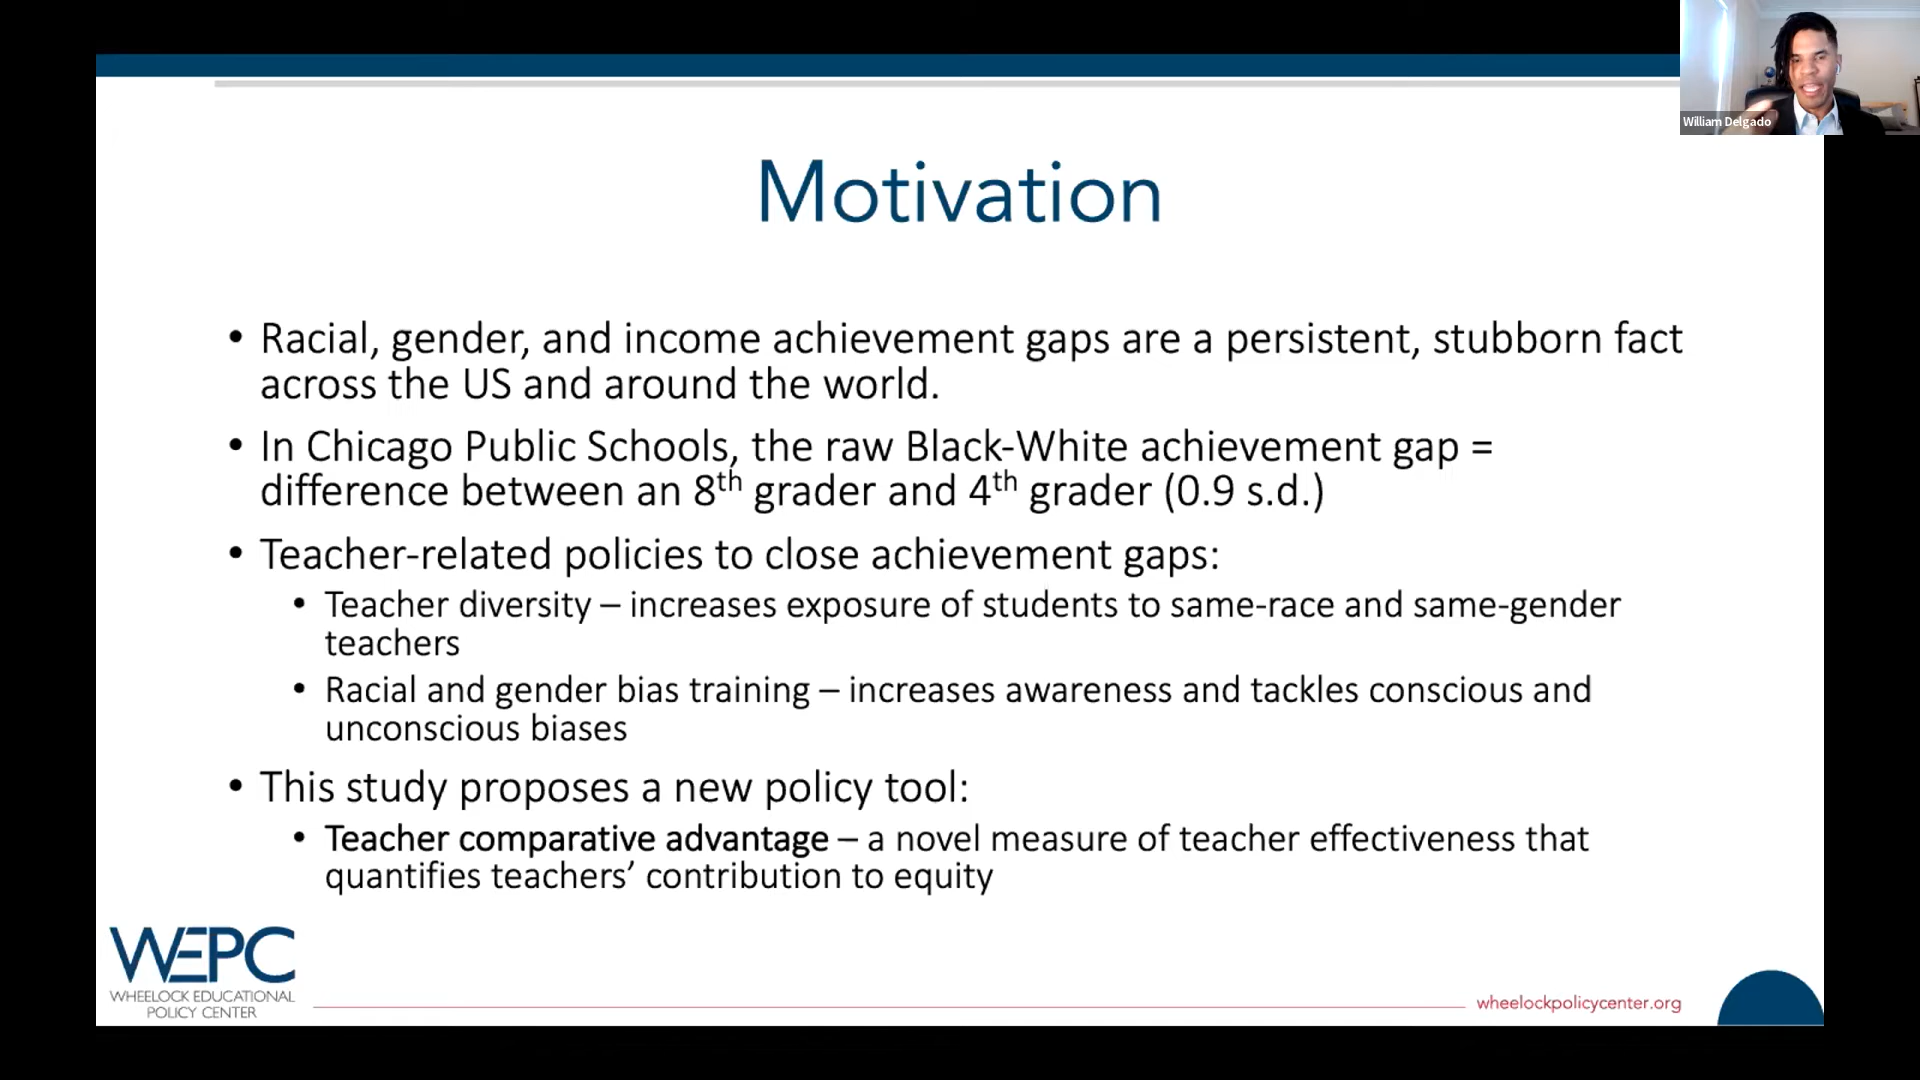 William Delgado
Motivation
• Racial, gender, and income achievement gaps are a persistent, stubborn fact
across the US and around the world.
• In Chicago Public Schools, the raw Black-White achievement gap =
difference between an 8th grader and 4th grader (0.9 s.d.)
• Teacher-related policies to close achievement gaps:
• Teacher diversity – increases exposure of students to same-race and same-gender
teachers
• Racial and gender bias training – increases awareness and tackles conscious and
unconscious biases
• This study proposes a new policy tool:
• Teacher comparative advantage – a novel measure of teacher effectiveness that
quantifies teachers’ contribution to equity
WEPC
WHEELOCK EDUCATIONAL
POLICY CENTER
wheelockpolicycenter.org